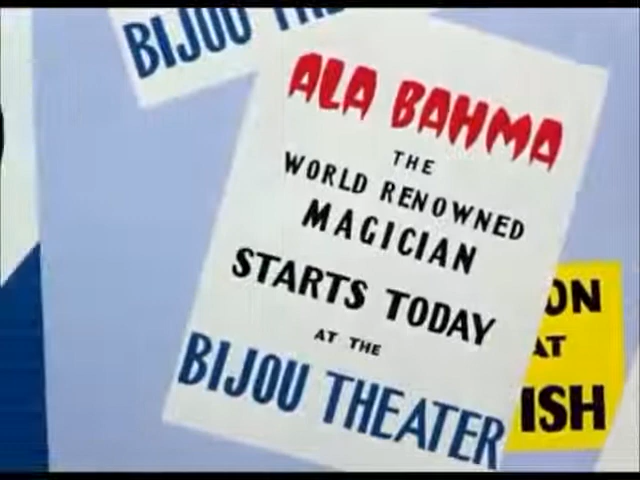 BIJOU
ALA BAHMA
THE
WORLD RENOWNED
MAGICIAN
STARTS TODAY
AT THE
BIJOU THEATER
ON
AT
ISH